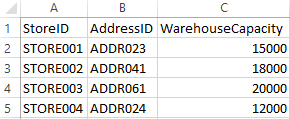 A B C
1 StoreID AddressID WarehouseCapacity
2 STORE001 ADDR023 15000
3 STORE002 ADDR041 18000
4 STORE003 ADDR061 20000
5 STORE004 ADDR024 12000